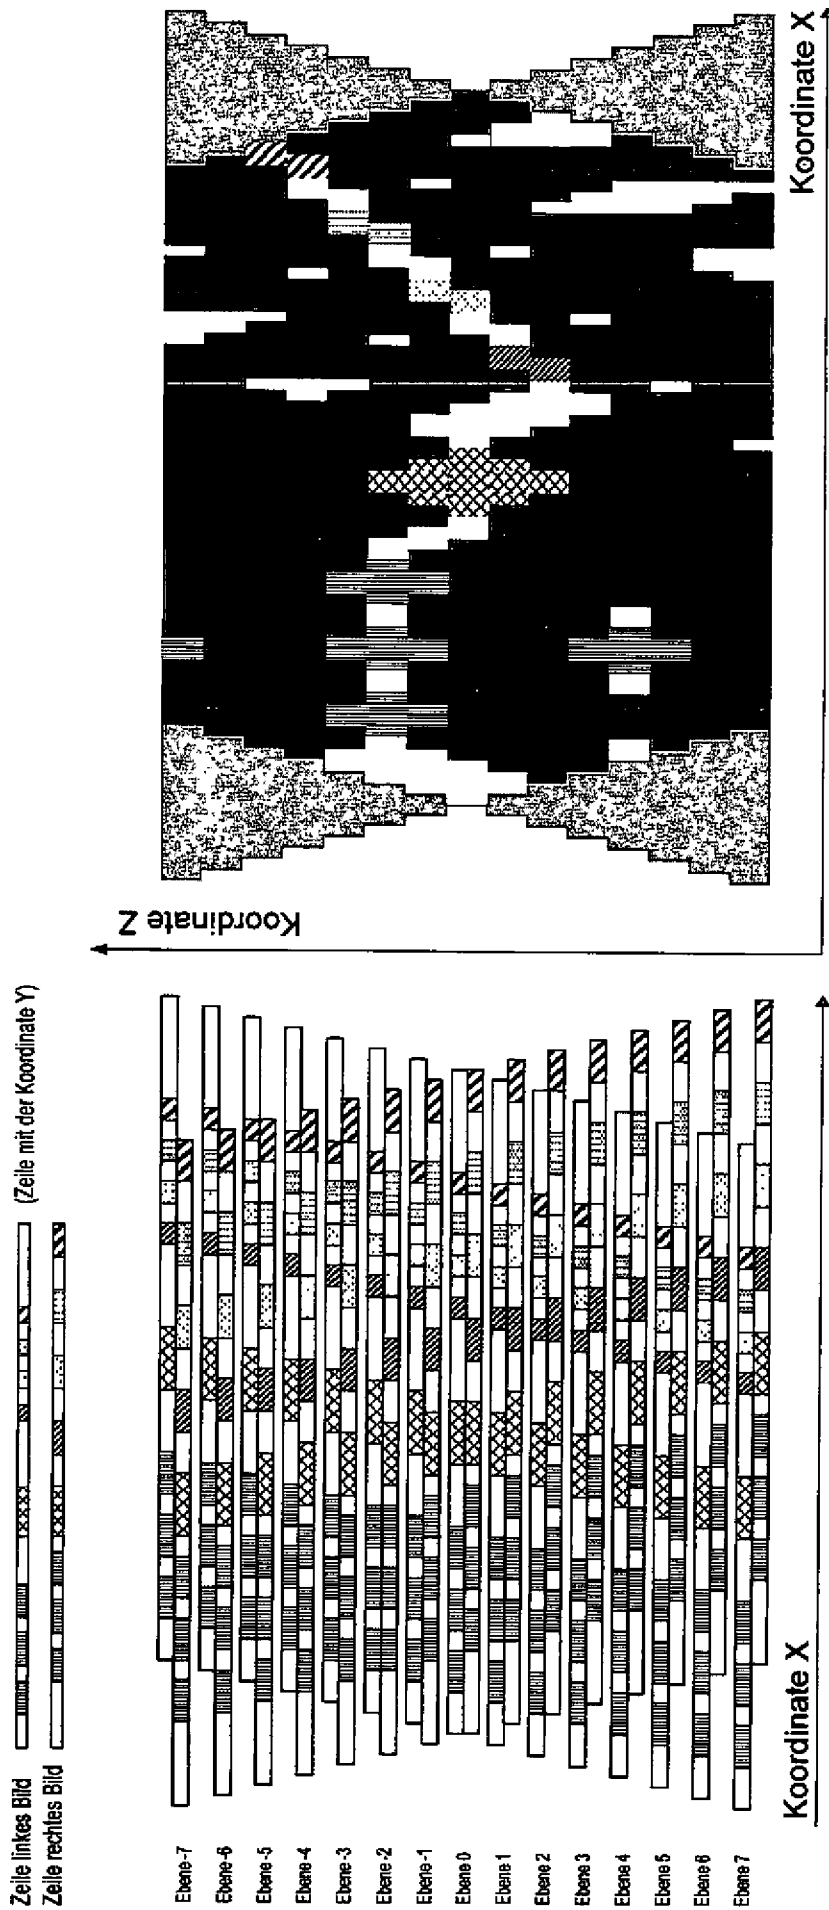 Zeile linkes Bild
(Zeile mit der Koordinate Y)
Zeile rechtes Bild
Ebene -7
Ebene -6
Ebene -5
Ebene -4
Ebene -3
Ebene -2
Ebene -1
Ebene 0
Ebene 1
Ebene 2
Ebene 3
Ebene 4
Ebene 5
Ebene 6
Ebene 7
Koordinate X
Koordinate Z
Koordinate X